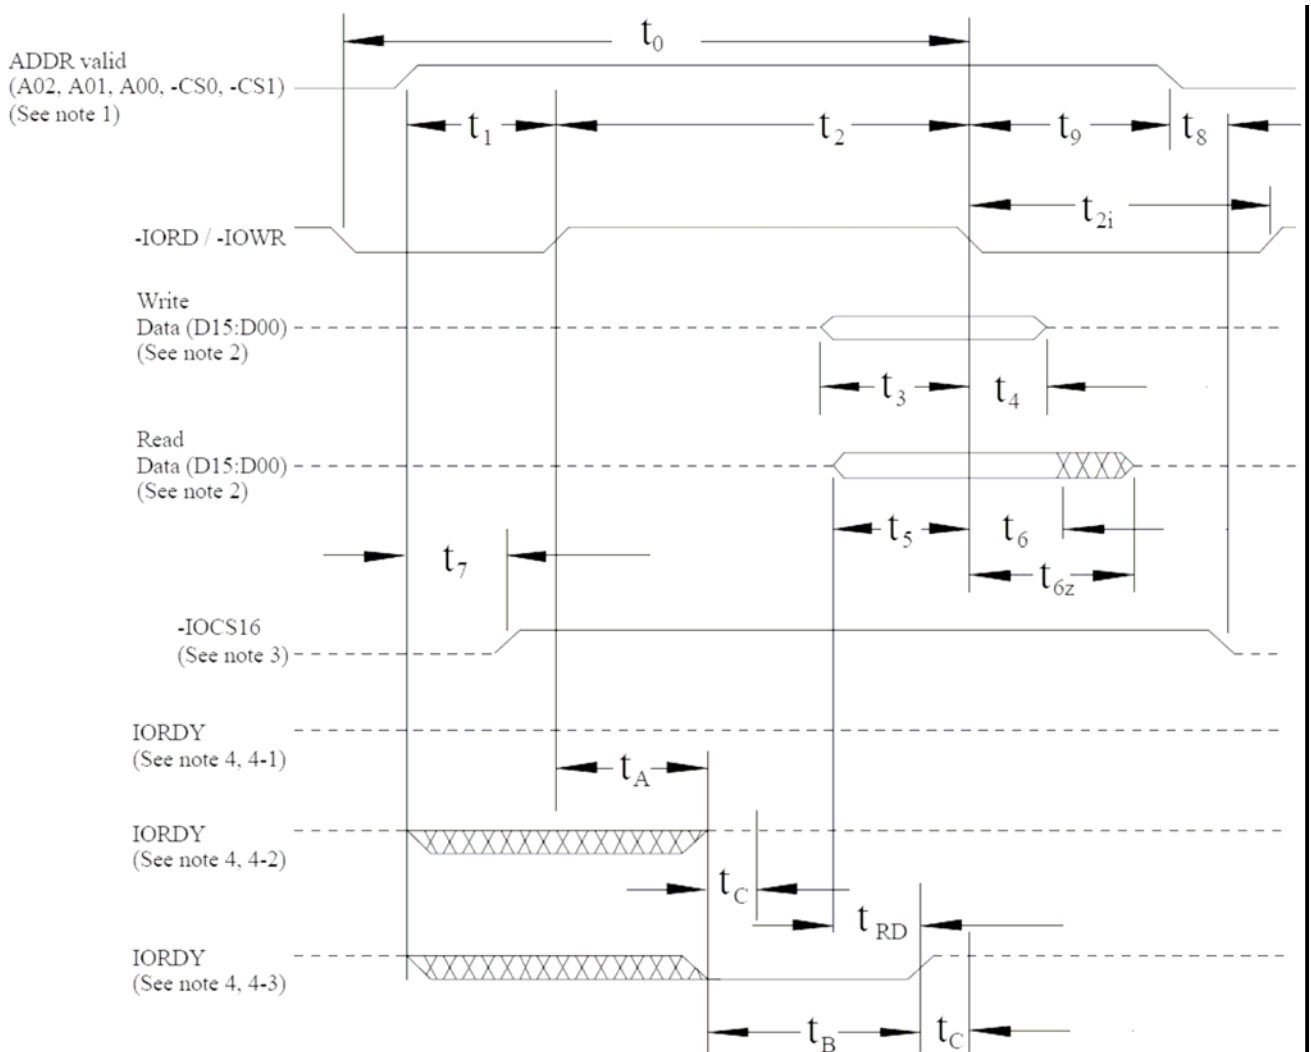 t0
ADDR valid
(A02, A01, A00, -CS0, -CS1)
(See note 1)
t1
t2
t9
t8
t2i
-IORD / -IOWR
Write
Data (D15:D00)
(See note 2)
t3
t4
Read
Data (D15:D00)
(See note 2)
t5
t6
t7
t6z
-IOCS16
(See note 3)
IORDY
(See note 4, 4-1)
tA
IORDY
(See note 4, 4-2)
tC
tRD
IORDY
(See note 4, 4-3)
tB
tC